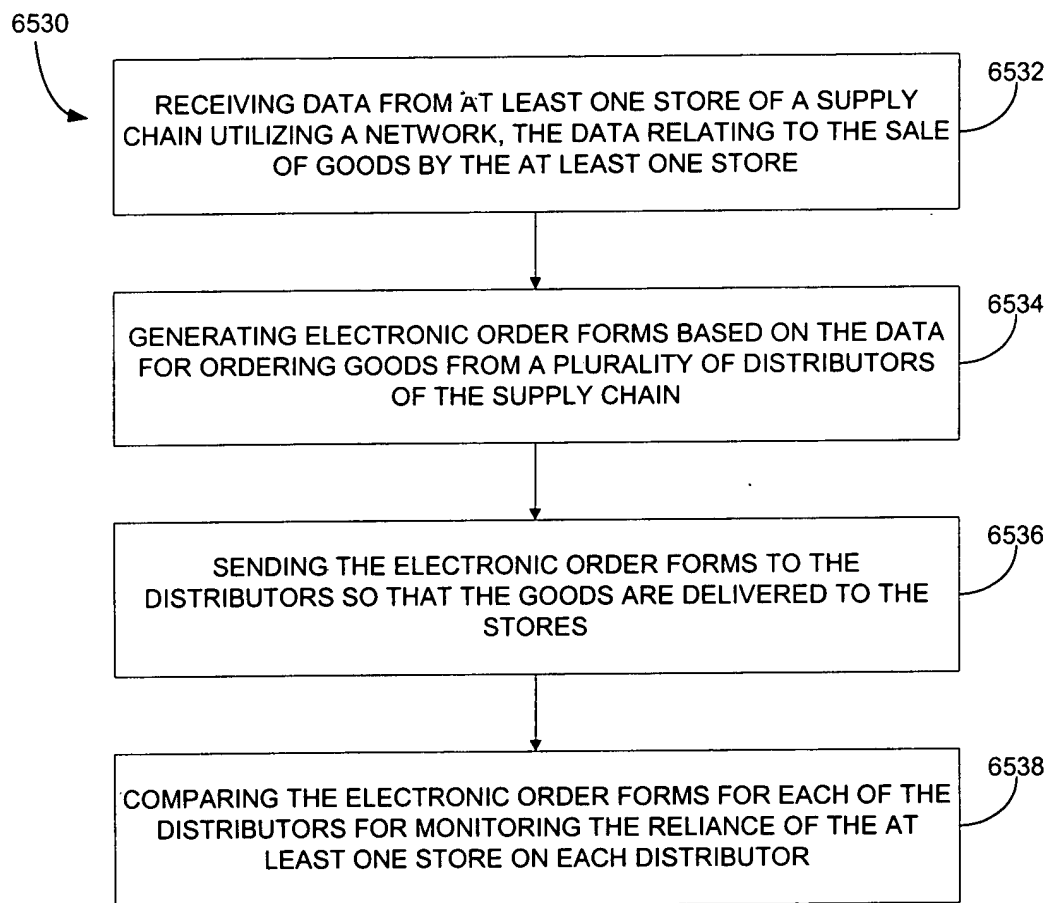 6530
6532
RECEIVING DATA FROM AT LEAST ONE STORE OF A SUPPLY
CHAIN UTILIZING A NETWORK, THE DATA RELATING TO THE SALE
OF GOODS BY THE AT LEAST ONE STORE
6534
GENERATING ELECTRONIC ORDER FORMS BASED ON THE DATA
FOR ORDERING GOODS FROM A PLURALITY OF DISTRIBUTORS
OF THE SUPPLY CHAIN
6536
SENDING THE ELECTRONIC ORDER FORMS TO THE
DISTRIBUTORS SO THAT THE GOODS ARE DELIVERED TO THE
STORES
6538
COMPARING THE ELECTRONIC ORDER FORMS FOR EACH OF THE
DISTRIBUTORS FOR MONITORING THE RELIANCE OF THE AT
LEAST ONE STORE ON EACH DISTRIBUTOR